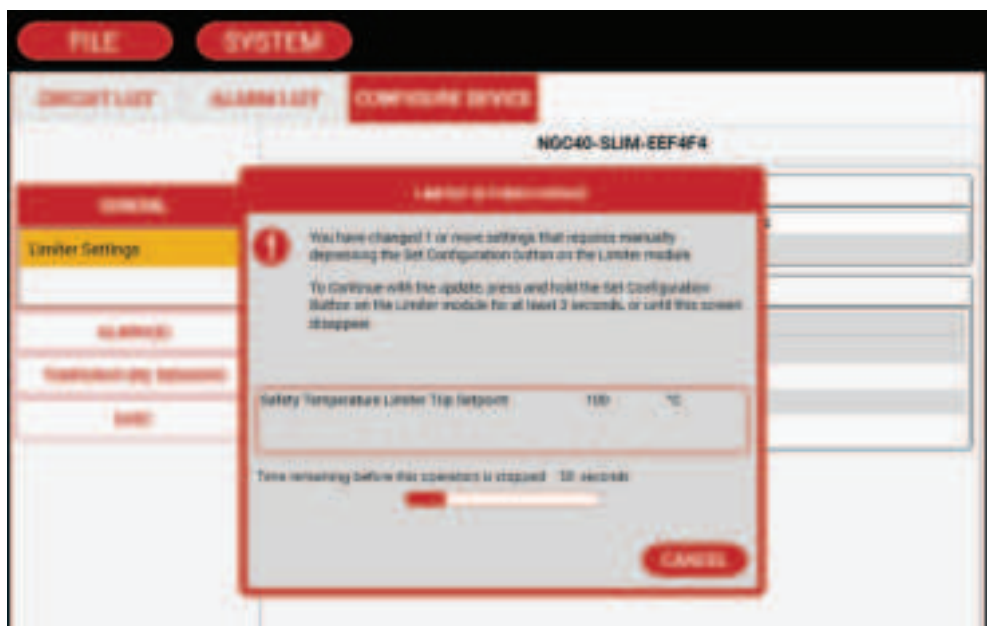 FILE
SYSTEM
CIRCUIT LIST
ALARM LIST
CONFIGURE DEVICE
NGC40-SLIM-EEF4F4
GENERAL
Limiter Settings
ALARM(S)
You have changed 1 or more settings that requires manually
depressing the Set Configuration button on the Limiter module
To Continue with the update, press and hold the Set Configuration
Button on the Limiter module for at least 3 seconds, or until this screen
disappear
Safety Temperature Limiter Trip Setpoint °C
Time remaining before this operation is stopped seconds
CANCEL